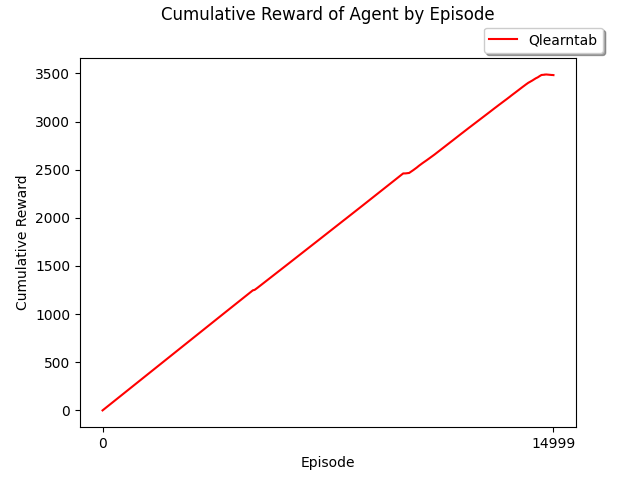 Cumulative Reward of Agent by Episode
Qlearntab
3500
3000
2500
2000
1500
1000
500
0
Cumulative Reward
0
14999
Episode